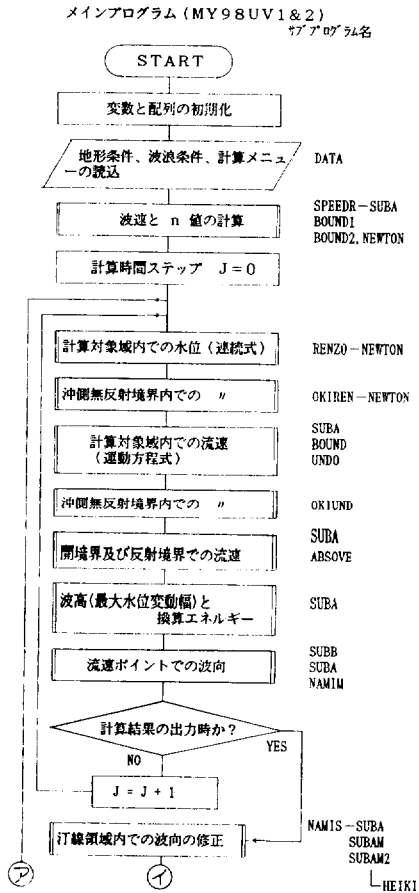 メインプログラム (MY98UV1&2)
サブプログラム名
START
変数と配列の初期化
地形条件、波浪条件、計算メニュ
ーの読込
DATA
波速と n 値の計算
SPEEDR-SUBA
BOUND1
BOUND2, NEWTON
計算時間ステップ J=0
計算対象域内での水位 (連続式)
RENZO-NEWTON
沖側無反射境界内での 〃
OKIREN-NEWTON
計算対象域内での流速
(運動方程式)
SUBA
BOUND
UNDO
沖側無反射境界内での 〃
OKIUND
開境界及び反射境界での流速
SUBA
ABSOVE
波高(最大水位変動幅)と
換算エネルギー
SUBA
流速ポイントでの波向
SUBB
SUBA
NAMIM
計算結果の出力時か?
YES
NO
J = J + 1
汀線領域内での波向の修正
NAMIS-SUBA
SUBAM
SUBAM2
HEIKI
ア
イ